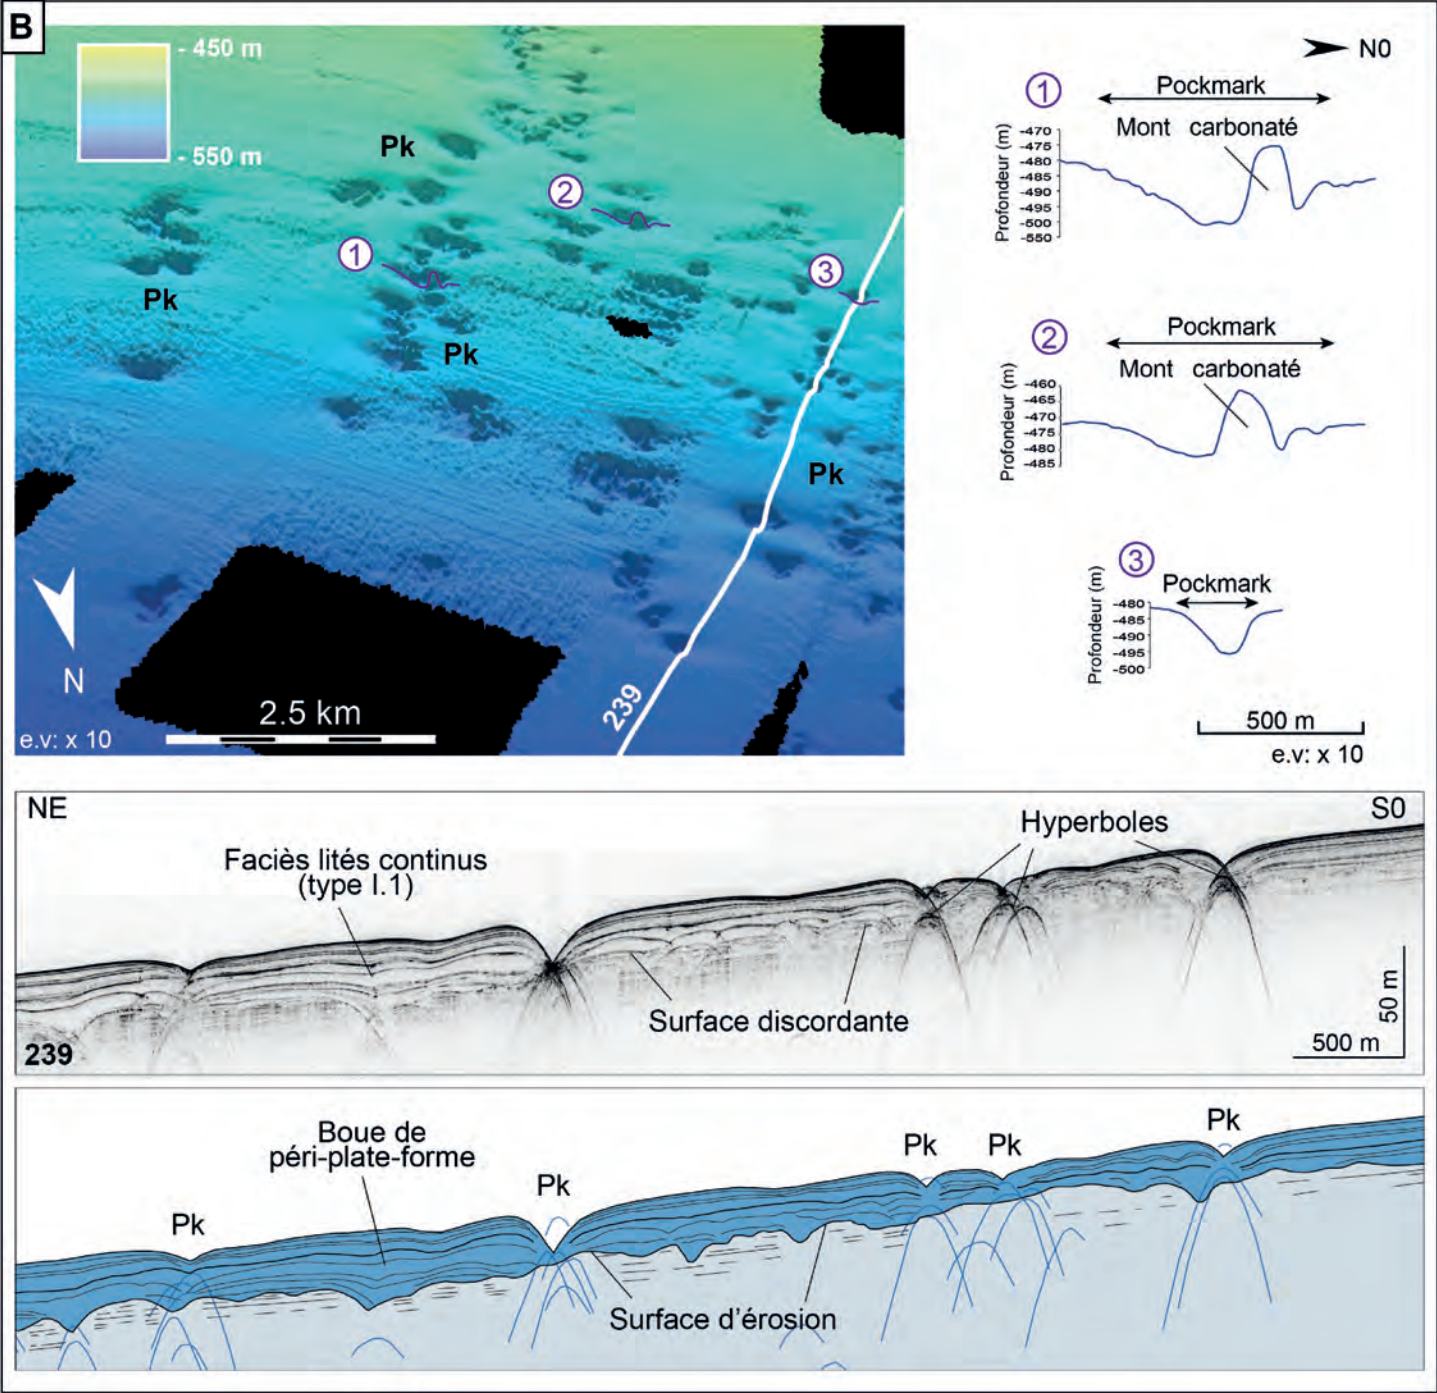 B
- 450 m
- 550 m
Pk
2
1
3
Pk
Pk
Pk
N
239
2.5 km
e.v: x 10
N0
1
Pockmark
Mont carbonaté
Profondeur (m)
-470
-475
-480
-485
-490
-495
-500
-550
2
Pockmark
Mont carbonaté
Profondeur (m)
-460
-465
-470
-475
-480
-485
3
Pockmark
Profondeur (m)
-480
-485
-490
-495
-500
500 m
e.v: x 10
NE
S0
Hyperboles
Faciès lités continus
(type I.1)
Surface discordante
50 m
500 m
239
Boue de
péri-plate-forme
Pk
Pk
Pk
Pk
Pk
Surface d'érosion